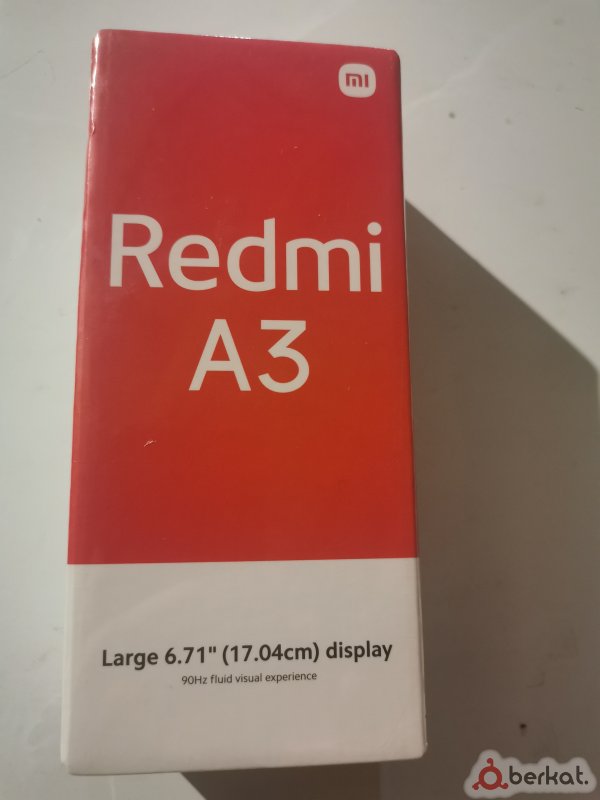 mi
Redmi
A3
Large 6.71" (17.04cm) display
90Hz fluid visual experience
berkat.